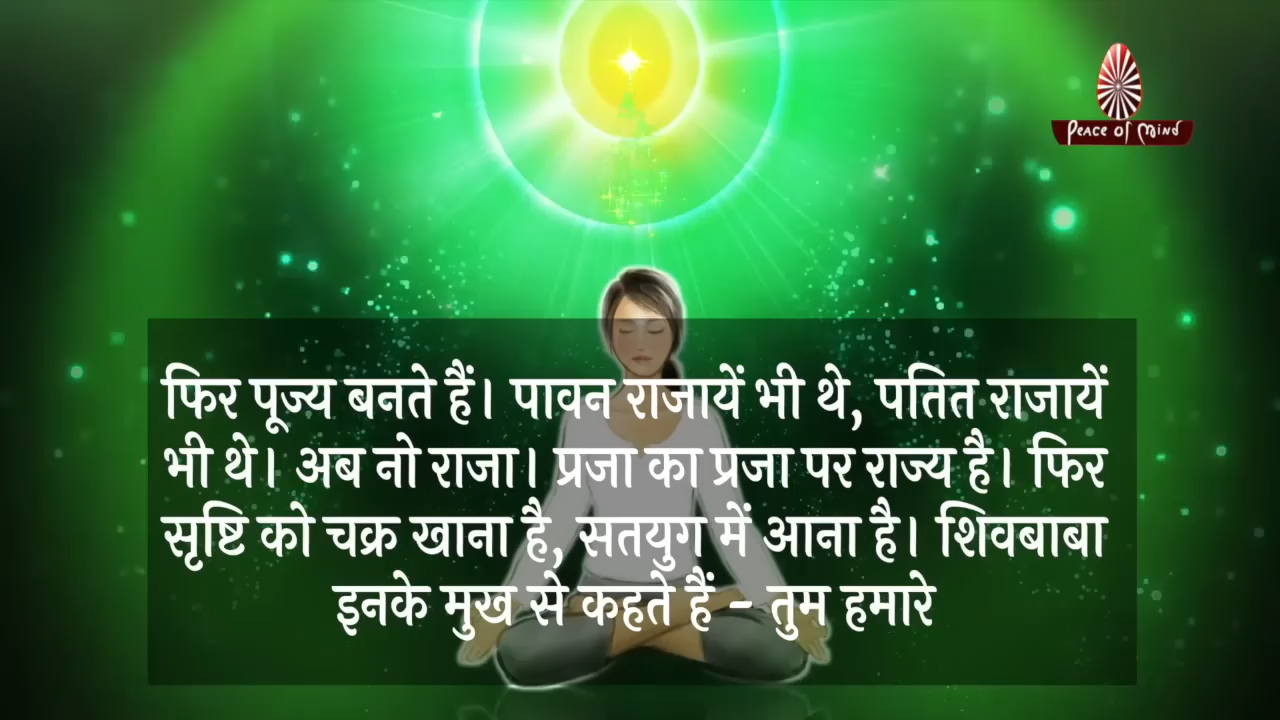 Peace of Mind
फिर पूज्य बनते हैं। पावन राजायें भी थे, पतित राजायें
भी थे। अब नो राजा। प्रजा का प्रजा पर राज्य है। फिर
सृष्टि को चक्र खाना है, सतयुग में आना है। शिवबाबा
इनके मुख से कहते हैं - तुम हमारे